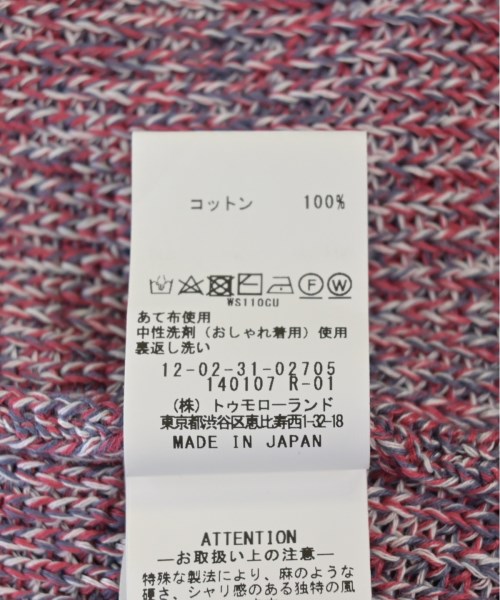 コットン 100%
WS110CU
あて布使用
中性洗剤（おしゃれ着用）使用
裏返し洗い
12-02-31-02705
140107 R-01
（株）トゥモローランド
東京都渋谷区恵比寿西1-32-18
MADE IN JAPAN
ATTENTION
―お取扱い上の注意―
特殊な製法により、麻のような
硬さ、シャリ感のある独特の風